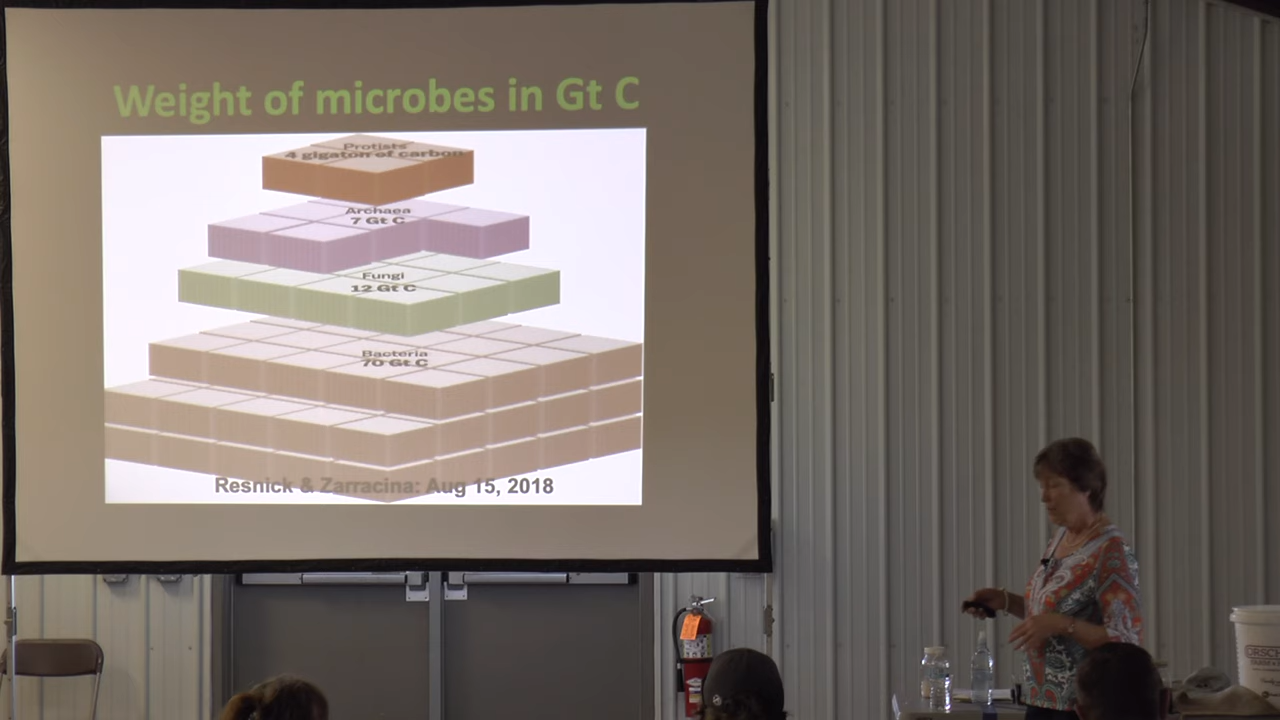 Weight of microbes in Gt C
Protists
4 gigaton of carbon
Archaea
7 Gt C
Fungi
12 Gt C
Bacteria
70 Gt C
Resnick & Zarracina: Aug 15, 2018